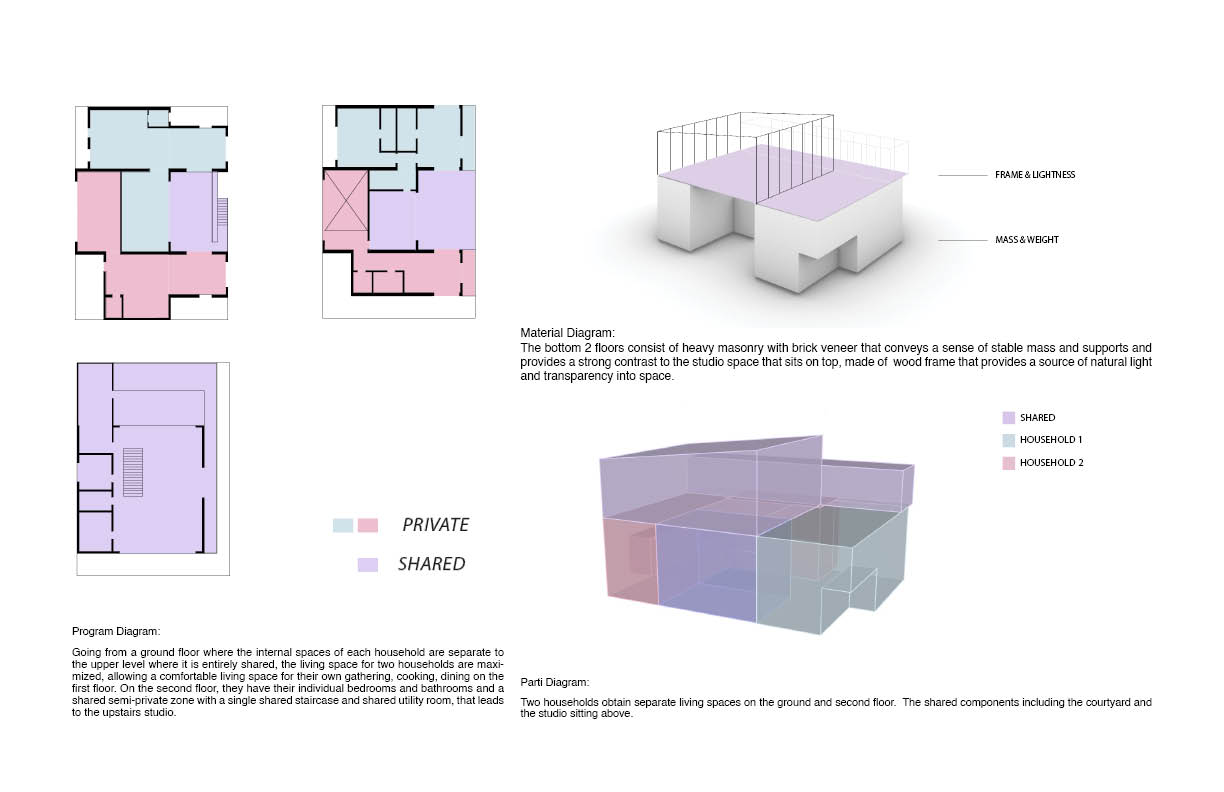 PRIVATE
SHARED
Program Diagram:
Going from a ground floor where the internal spaces of each household are separate to
the upper level where it is entirely shared, the living space for two households are maxi-
mized, allowing a comfortable living space for their own gathering, cooking, dining on the
first floor. On the second floor, they have their individual bedrooms and bathrooms and a
shared semi-private zone with a single shared staircase and shared utility room, that leads
to the upstairs studio.
FRAME & LIGHTNESS
MASS & WEIGHT
Material Diagram:
The bottom 2 floors consist of heavy masonry with brick veneer that conveys a sense of stable mass and supports and
provides a strong contrast to the studio space that sits on top, made of wood frame that provides a source of natural light
and transparency into space.
SHARED
HOUSEHOLD 1
HOUSEHOLD 2
Parti Diagram:
Two households obtain separate living spaces on the ground and second floor. The shared components including the courtyard and
the studio sitting above.